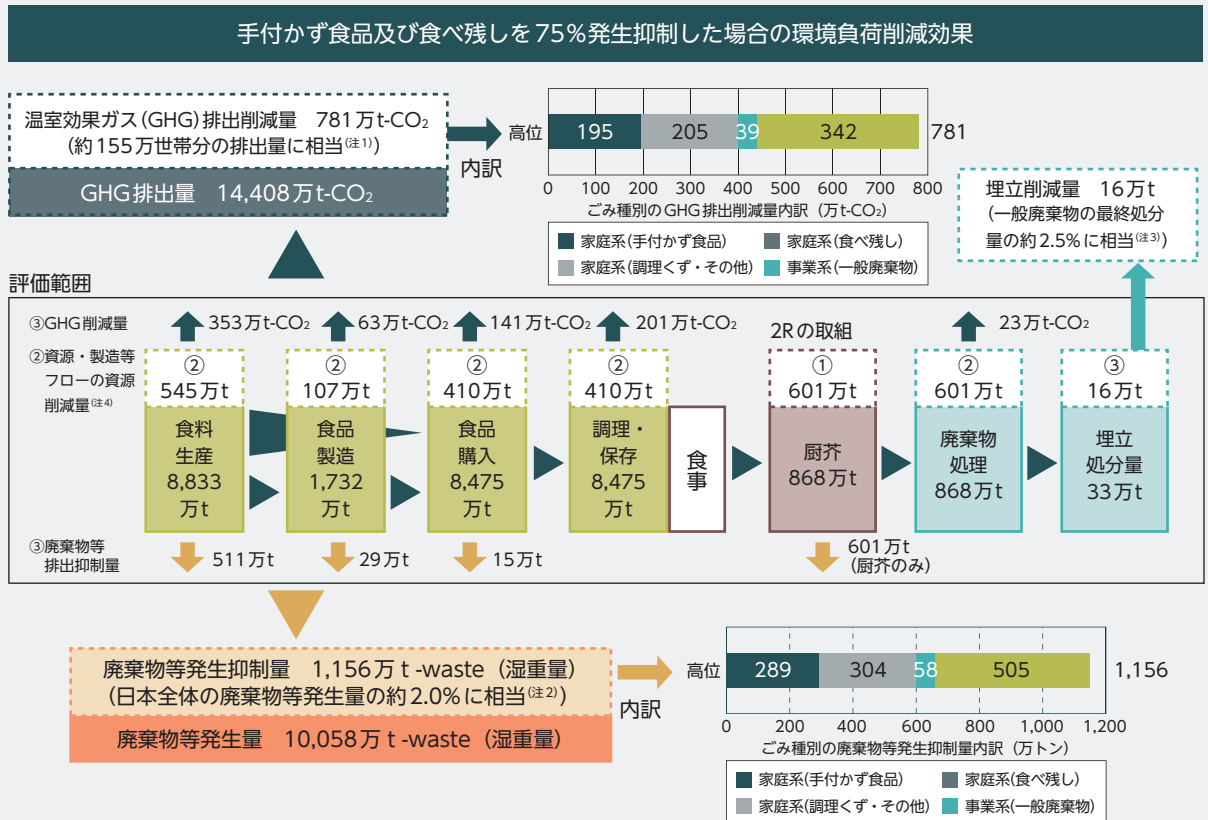 手付かず食品及び食べ残しを75%発生抑制した場合の環境負荷削減効果
温室効果ガス(GHG)排出削減量 781万t-CO₂
(約155万世帯分の排出量に相当(注1))
GHG排出量 14,408万t-CO₂
内訳
高位
195
205
39
342
781
0
100
200
300
400
500
600
700
800
ごみ種別のGHG排出削減量内訳（万t-CO₂）
家庭系(手付かず食品)
家庭系(食べ残し)
家庭系(調理くず・その他)
事業系(一般廃棄物)
埋立削減量 16万t
(一般廃棄物の最終処分
量の約2.5%に相当(注3))
評価範囲
③GHG削減量
353万t-CO₂
63万t-CO₂
141万t-CO₂
201万t-CO₂
2Rの取組
23万t-CO₂
②資源・製造等
フローの資源
削減量(注4)
②
545万t
②
107万t
②
410万t
②
410万t
①
601万t
②
601万t
③
16万t
食料
生産
8,833
万t
食品
製造
1,732
万t
食品
購入
8,475
万t
調理・
保存
8,475
万t
食事
厨芥
868万t
廃棄物
処理
868万t
埋立
処分量
33万t
③廃棄物等
排出抑制量
511万t
29万t
15万t
601万t
(厨芥のみ)
廃棄物等発生抑制量 1,156万t-waste（湿重量）
(日本全体の廃棄物等発生量の約2.0%に相当(注2))
廃棄物等発生量 10,058万t-waste（湿重量）
内訳
高位
289
304
58
505
1,156
0
200
400
600
800
1,000
1,200
ごみ種別の廃棄物等発生抑制量内訳（万トン）
家庭系(手付かず食品)
家庭系(食べ残し)
家庭系(調理くず・その他)
事業系(一般廃棄物)